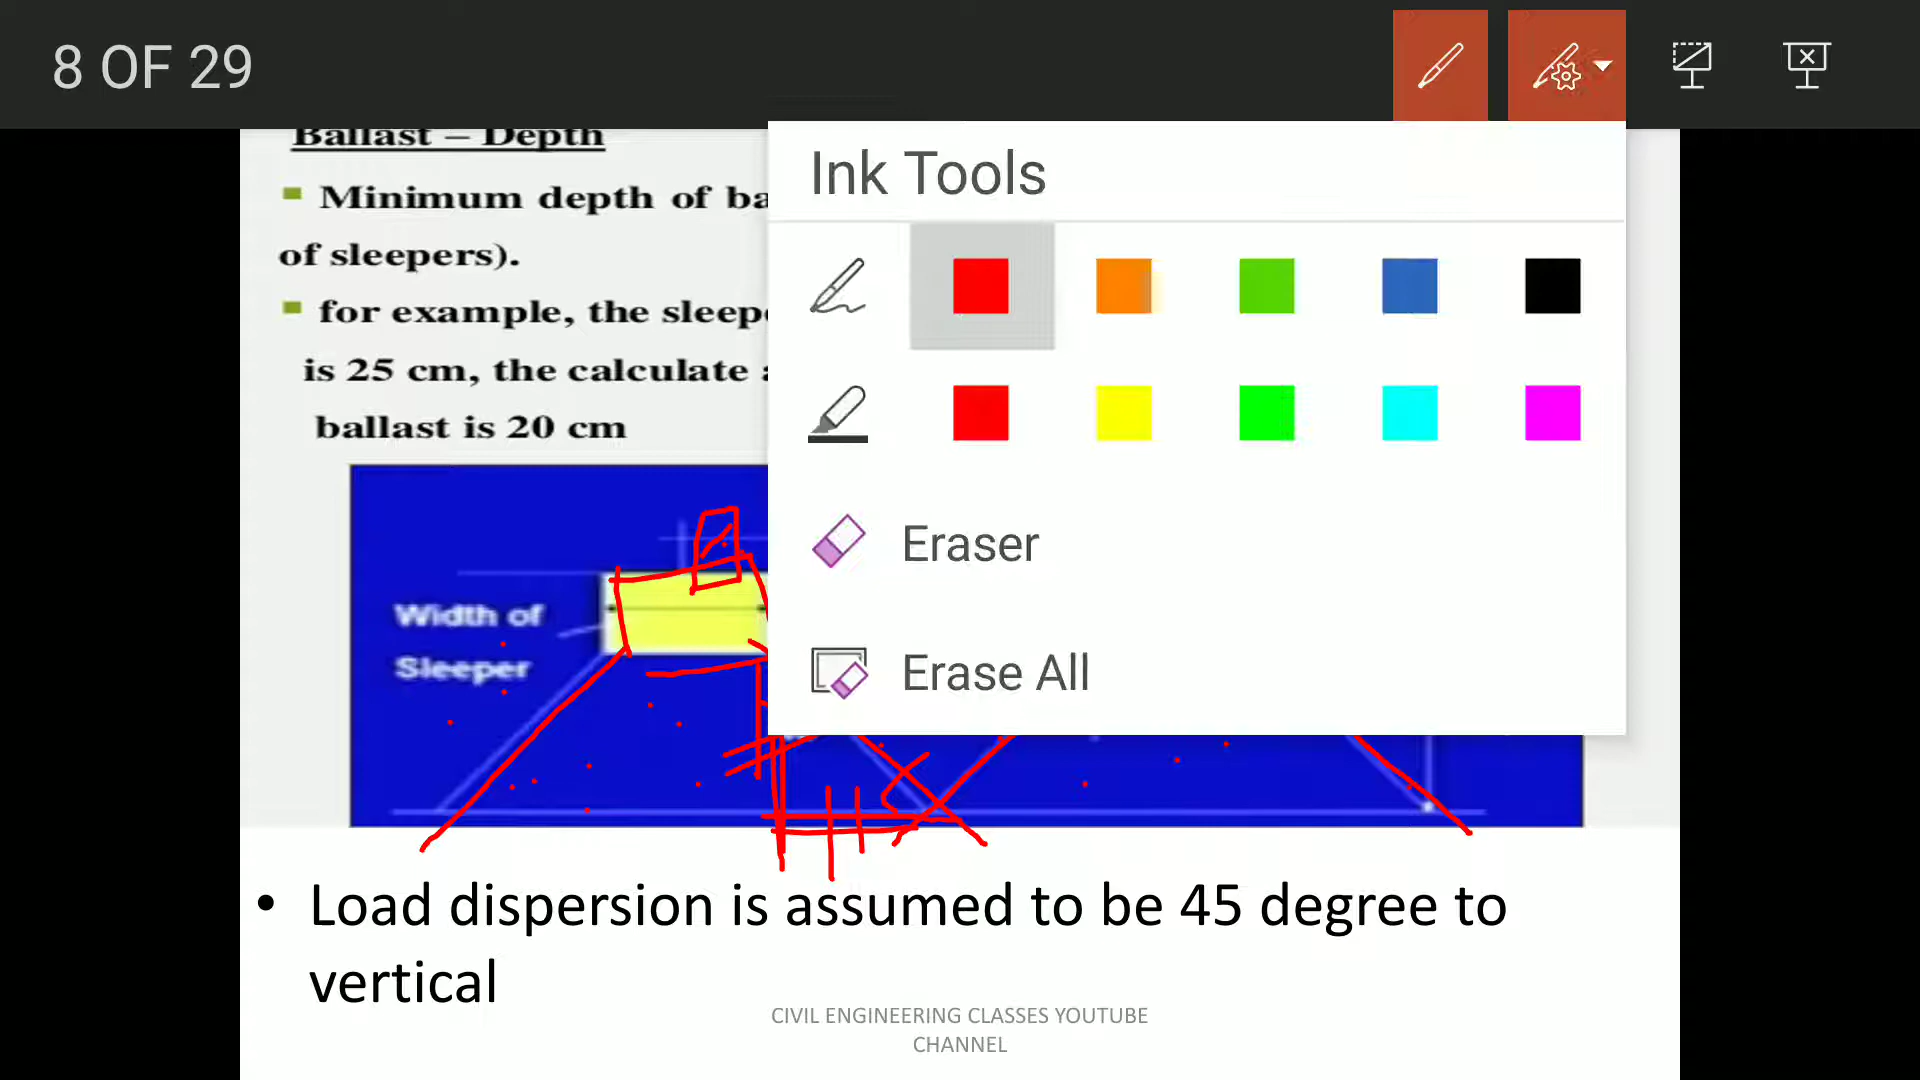 8 OF 29
Ballast – Depth
Minimum depth of
of sleepers).
for example, the
is 25 cm, the calculate
ballast is 20 cm
Ink Tools
Eraser
Erase All
Width of
Sleeper
• Load dispersion is assumed to be 45 degree to
vertical
CIVIL ENGINEERING CLASSES YOUTUBE
CHANNEL